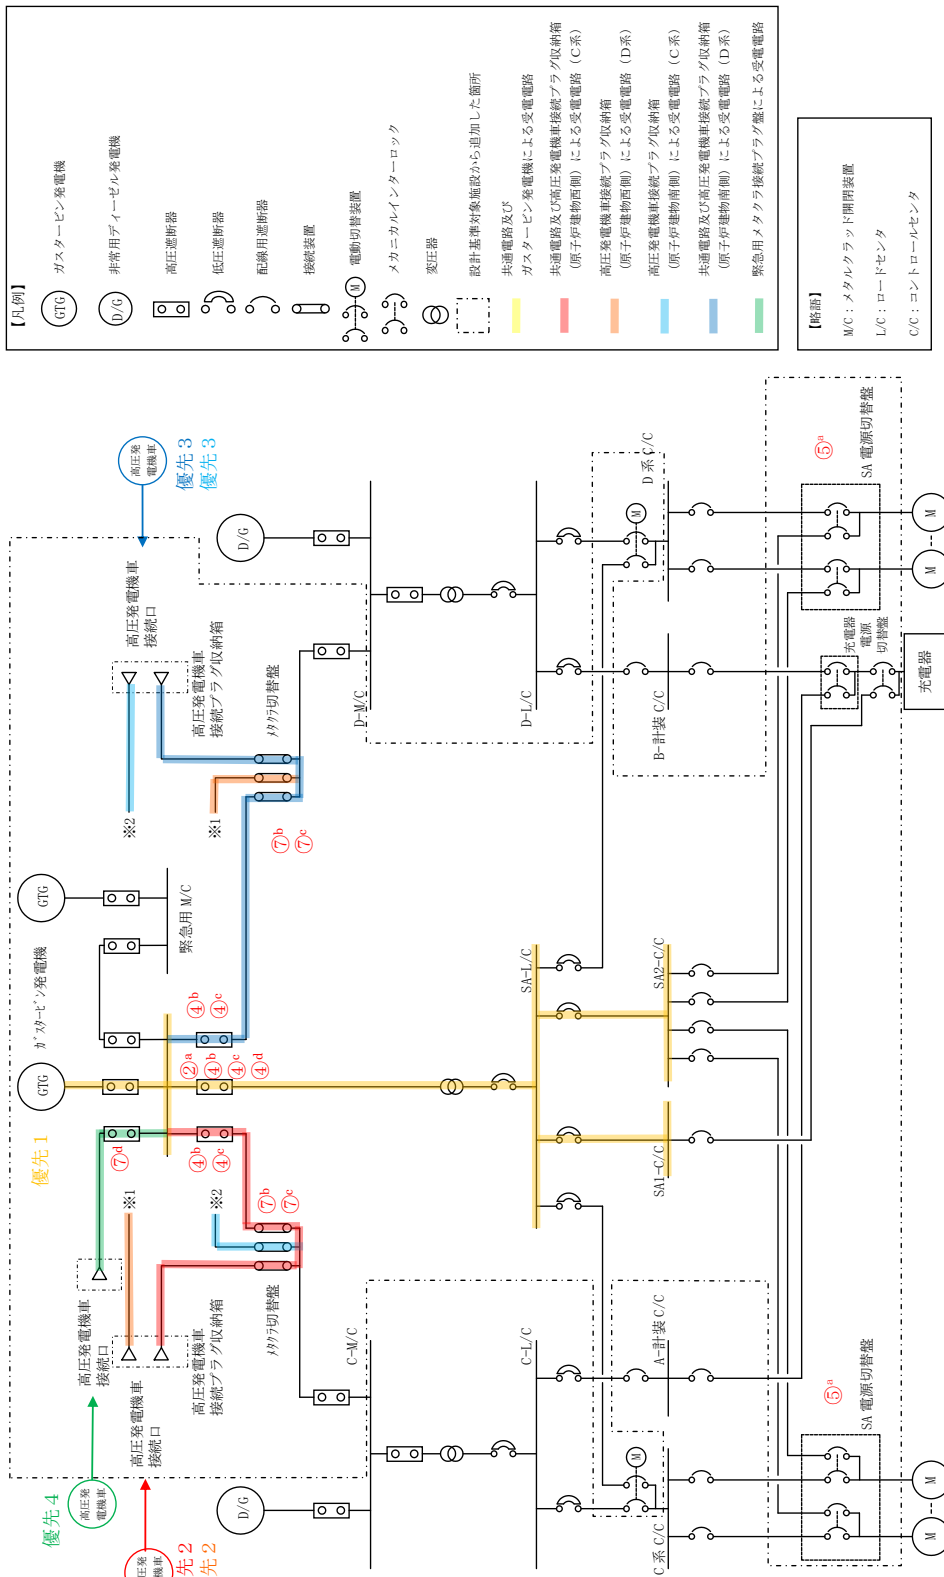 【凡例】
GTG
ガスタービン発電機
D/G
非常用ディーゼル発電機
高圧遮断器
低圧遮断器
配線用遮断器
接続装置
M
電動切替装置
メカニカルインターロック
変圧器
設計基準対象施設から追加した箇所
共通電路及び
ガスタービン発電機による受電電路
共通電路及び高圧発電機車接続プラグ収納箱
(原子炉建物西側)による受電電路(C系)
高圧発電機車接続プラグ収納箱
(原子炉建物西側)による受電電路(D系)
高圧発電機車接続プラグ収納箱
(原子炉建物南側)による受電電路(C系)
共通電路及び高圧発電機車接続プラグ収納箱
(原子炉建物南側)による受電電路(D系)
緊急用メタクラ接続プラグ盤による受電電路
【略語】
M/C:メタルクラッド開閉装置
L/C:ロードセンタ
C/C:コントロールセンタ
優先4
高圧発
電機車
高圧発電機車
接続口
圧発
機車
先2
先2
高圧発電機車
接続口
高圧発電機車
接続プラグ収納箱
※1
※2
メタクラ切替盤
⑦b
⑦c
④b
④c
⑦d
優先1
GTG
ガスタービン発電機
②a
④b
④c
④d
GTG
緊急用M/C
④b
④c
⑦b
⑦c
※2
※1
高圧発電機車
接続口
高圧発電機車
接続プラグ収納箱
メタクラ切替盤
高圧発
電機車
優先3
優先3
D/G
C-M/C
C-L/C
M
C系C/C
A-計装C/C
SA-L/C
SA1-C/C
SA2-C/C
D/G
D-M/C
D-L/C
M
D系C/C
B-計装C/C
⑤a
SA電源切替盤
M
M
充電器
電源
切替盤
充電器
⑤a
SA電源切替盤
M
M